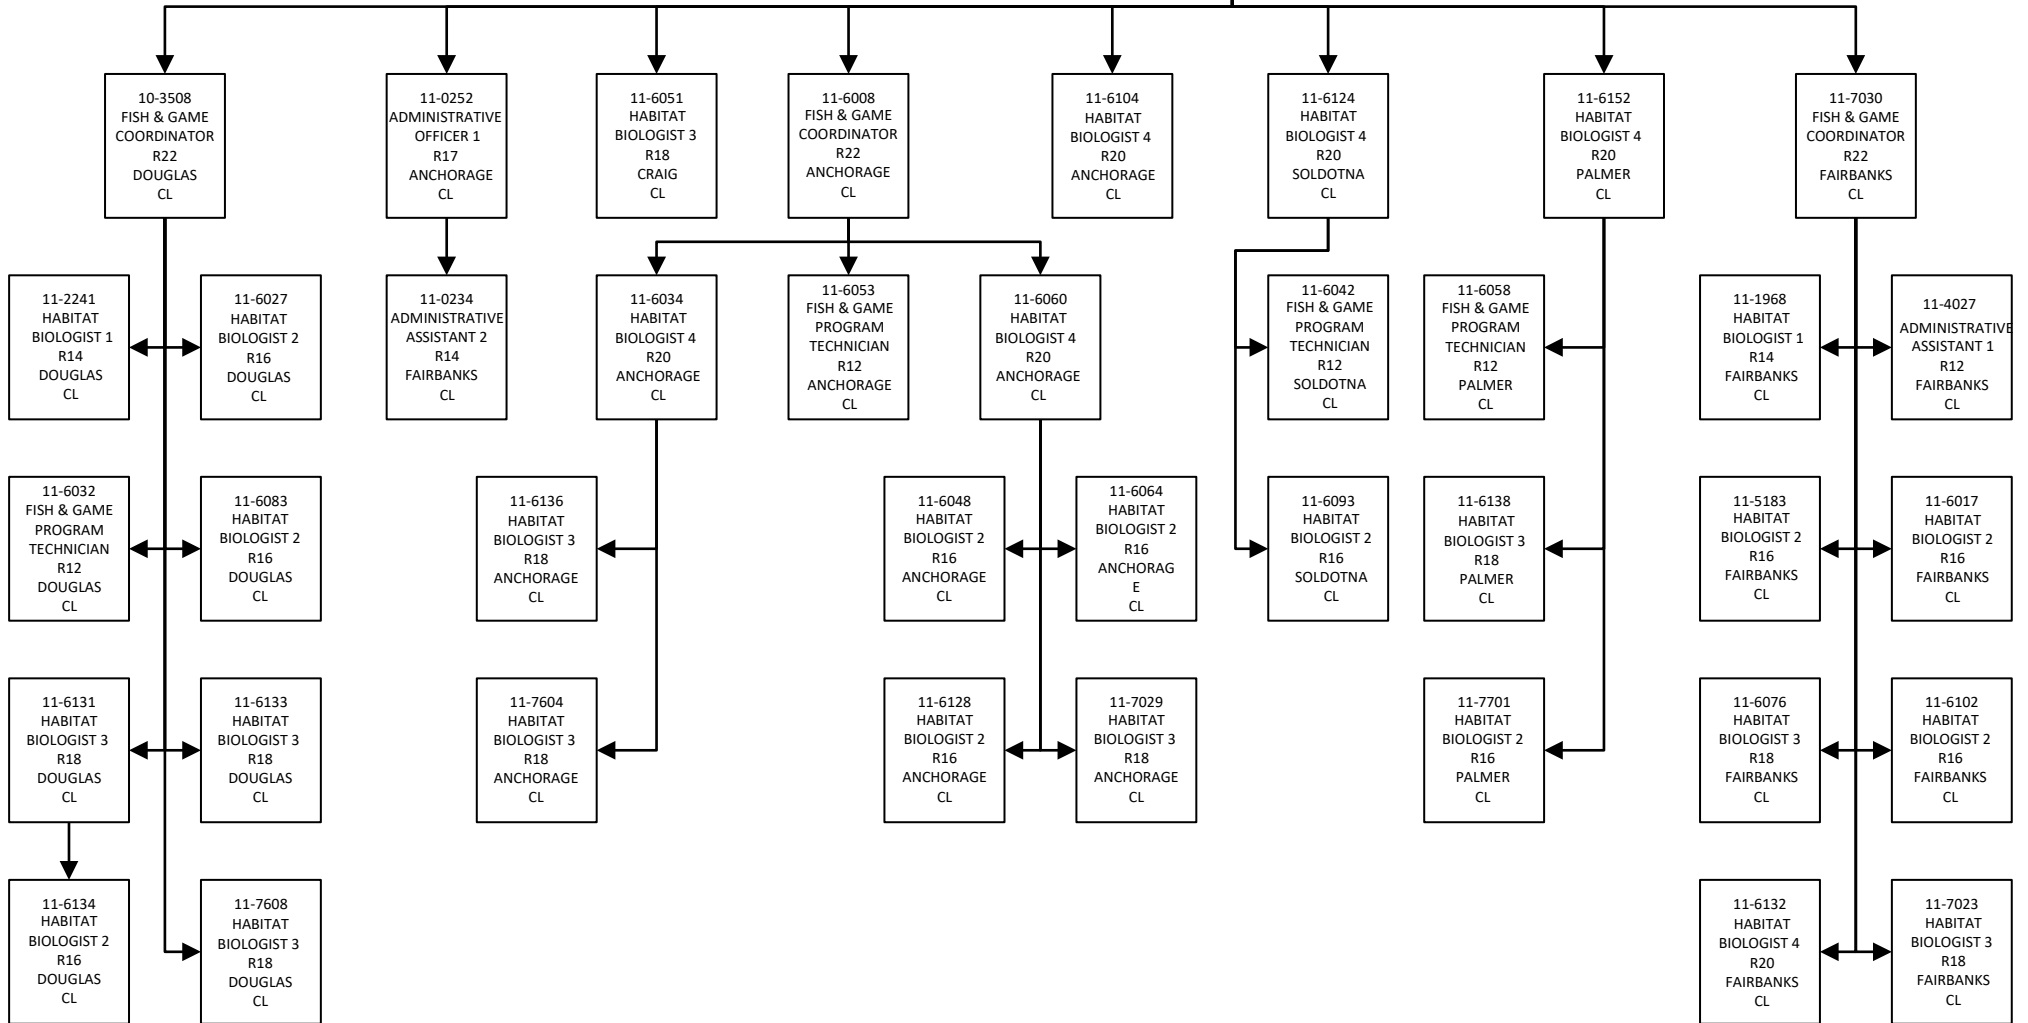 10-3508
FISH & GAME
COORDINATOR
R22
DOUGLAS
CL
11-0252
ADMINISTRATIVE
OFFICER 1
R17
ANCHORAGE
CL
11-6051
HABITAT
BIOLOGIST 3
R18
CRAIG
CL
11-6008
FISH & GAME
COORDINATOR
R22
ANCHORAGE
CL
11-6104
HABITAT
BIOLOGIST 4
R20
ANCHORAGE
CL
11-6124
HABITAT
BIOLOGIST 4
R20
SOLDOTNA
CL
11-6152
HABITAT
BIOLOGIST 4
R20
PALMER
CL
11-7030
FISH & GAME
COORDINATOR
R22
FAIRBANKS
CL
11-2241
HABITAT
BIOLOGIST 1
R14
DOUGLAS
CL
11-6027
HABITAT
BIOLOGIST 2
R16
DOUGLAS
CL
11-0234
ADMINISTRATIVE
ASSISTANT 2
R14
FAIRBANKS
CL
11-6034
HABITAT
BIOLOGIST 4
R20
ANCHORAGE
CL
11-6053
FISH & GAME
PROGRAM
TECHNICIAN
R12
ANCHORAGE
CL
11-6060
HABITAT
BIOLOGIST 4
R20
ANCHORAGE
CL
11-6042
FISH & GAME
PROGRAM
TECHNICIAN
R12
SOLDOTNA
CL
11-6058
FISH & GAME
PROGRAM
TECHNICIAN
R12
PALMER
CL
11-1968
HABITAT
BIOLOGIST 1
R14
FAIRBANKS
CL
11-4027
ADMINISTRATIVE
ASSISTANT 1
R12
FAIRBANKS
CL
11-6032
FISH & GAME
PROGRAM
TECHNICIAN
R12
DOUGLAS
CL
11-6083
HABITAT
BIOLOGIST 2
R16
DOUGLAS
CL
11-6136
HABITAT
BIOLOGIST 3
R18
ANCHORAGE
CL
11-6048
HABITAT
BIOLOGIST 2
R16
ANCHORAGE
CL
11-6064
HABITAT
BIOLOGIST 2
R16
ANCHORAG
E
CL
11-6093
HABITAT
BIOLOGIST 2
R16
SOLDOTNA
CL
11-6138
HABITAT
BIOLOGIST 3
R18
PALMER
CL
11-5183
HABITAT
BIOLOGIST 2
R16
FAIRBANKS
CL
11-6017
HABITAT
BIOLOGIST 2
R16
FAIRBANKS
CL
11-6131
HABITAT
BIOLOGIST 3
R18
DOUGLAS
CL
11-6133
HABITAT
BIOLOGIST 3
R18
DOUGLAS
CL
11-7604
HABITAT
BIOLOGIST 3
R18
ANCHORAGE
CL
11-6128
HABITAT
BIOLOGIST 2
R16
ANCHORAGE
CL
11-7029
HABITAT
BIOLOGIST 3
R18
ANCHORAGE
CL
11-7701
HABITAT
BIOLOGIST 2
R16
PALMER
CL
11-6076
HABITAT
BIOLOGIST 3
R18
FAIRBANKS
CL
11-6102
HABITAT
BIOLOGIST 2
R16
FAIRBANKS
CL
11-6134
HABITAT
BIOLOGIST 2
R16
DOUGLAS
CL
11-7608
HABITAT
BIOLOGIST 3
R18
DOUGLAS
CL
11-6132
HABITAT
BIOLOGIST 4
R20
FAIRBANKS
CL
11-7023
HABITAT
BIOLOGIST 3
R18
FAIRBANKS
CL